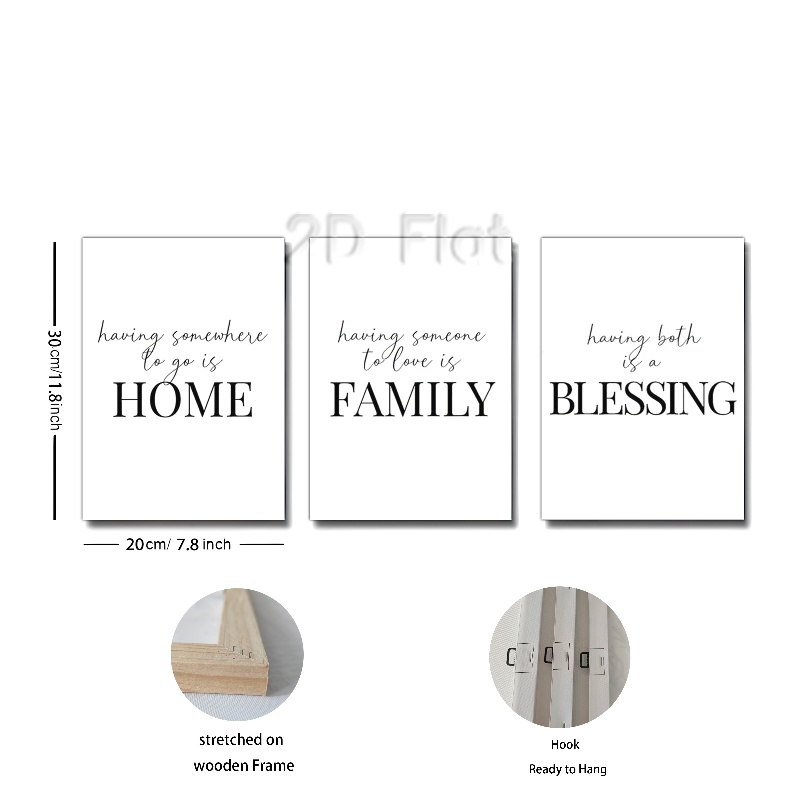 2D Flat
having somewhere
to go is
HOME
having someone
to love is
FAMILY
having both
is a
BLESSING
30cm/11.8inch
20cm/ 7.8 inch
stretched on
wooden Frame
Hook
Ready to Hang